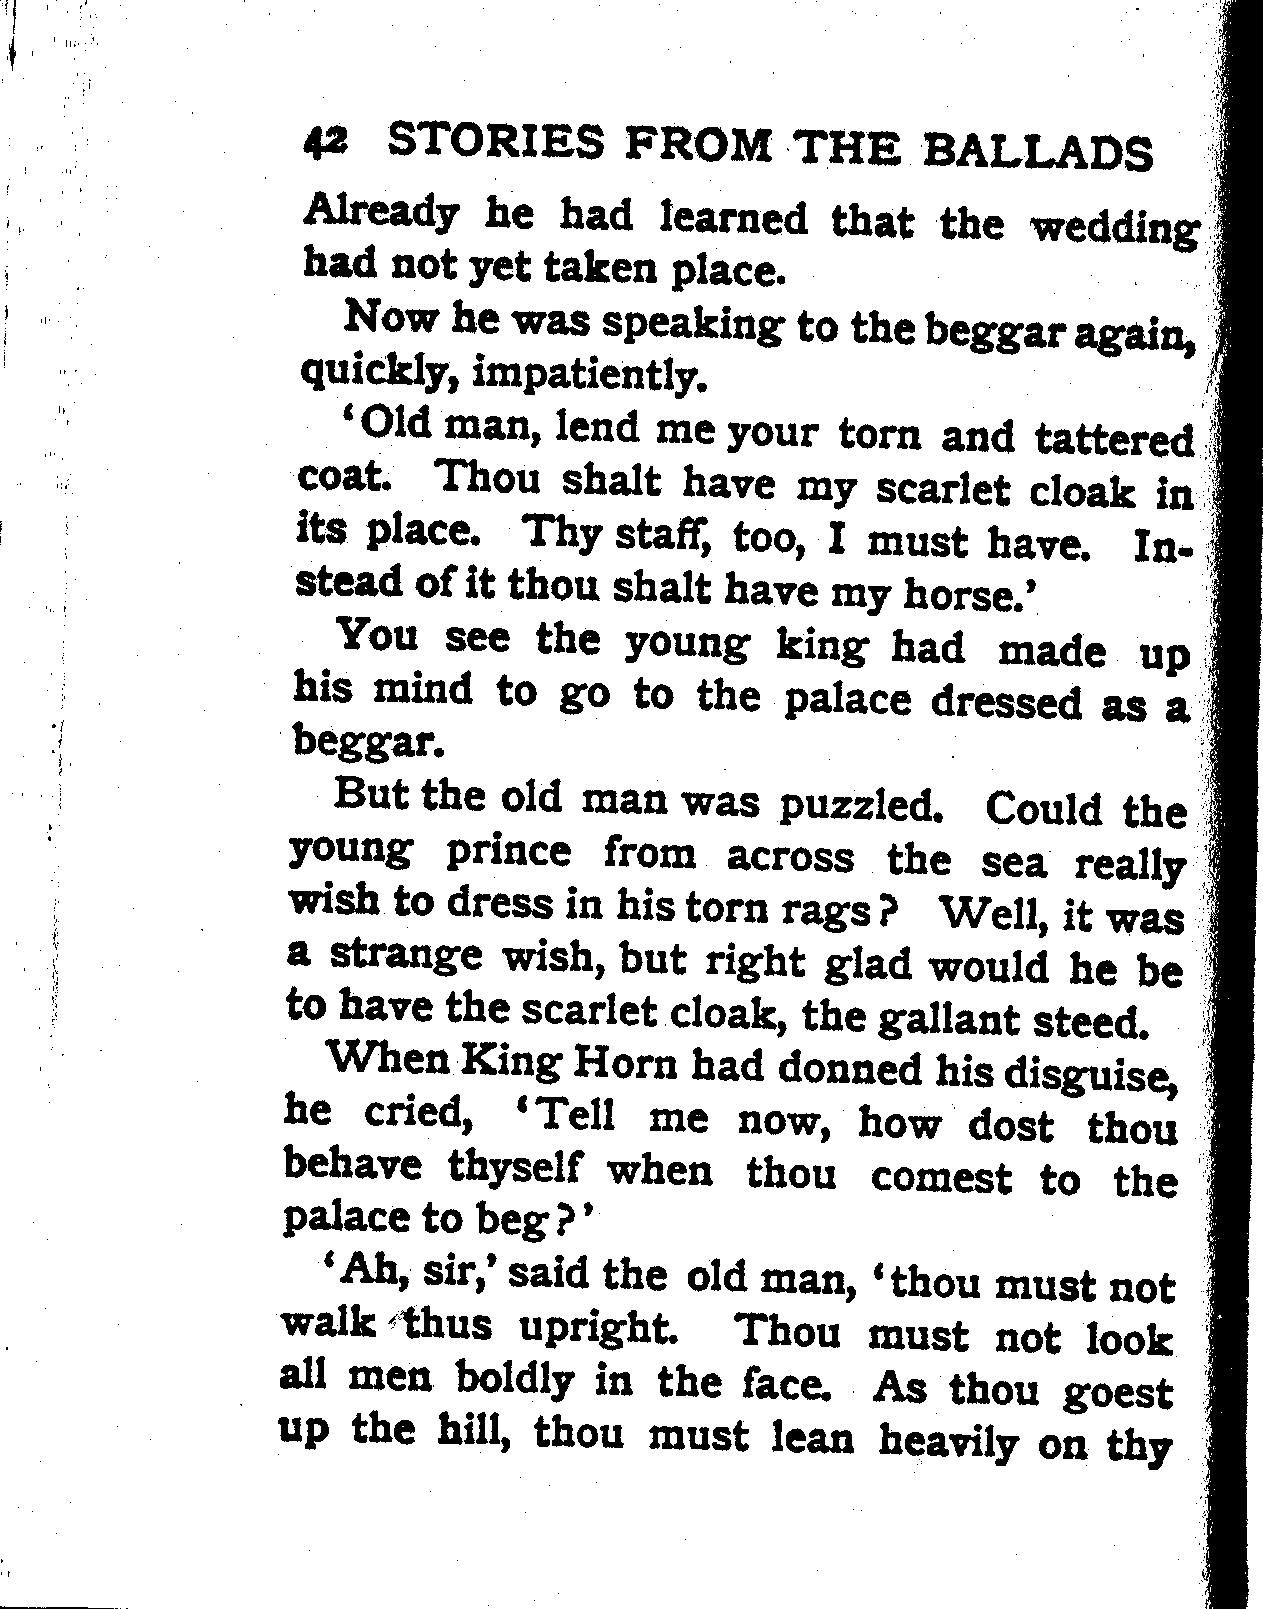 42 STORIES FROM THE BALLADS
Already he had learned that the wedding
had not yet taken place.
Now he was speaking to the beggar again,
quickly, impatiently.
‘Old man, lend me your torn and tattered
coat. Thou shalt have my scarlet cloak in
its place. Thy staff, too, I must have. In-
stead of it thou shalt have my horse.’
You see the young king had made up
his mind to go to the palace dressed as a
beggar.
But the old man was puzzled. Could the
young prince from across the sea really
wish to dress in his torn rags? Well, it was
a strange wish, but right glad would he be
to have the scarlet cloak, the gallant steed.
When King Horn had donned his disguise,
he cried, ‘Tell me now, how dost thou
behave thyself when thou comest to the
palace to beg?’
‘Ah, sir,’ said the old man, ‘thou must not
walk thus upright. Thou must not look
all men boldly in the face. As thou goest
up the hill, thou must lean heavily on thy